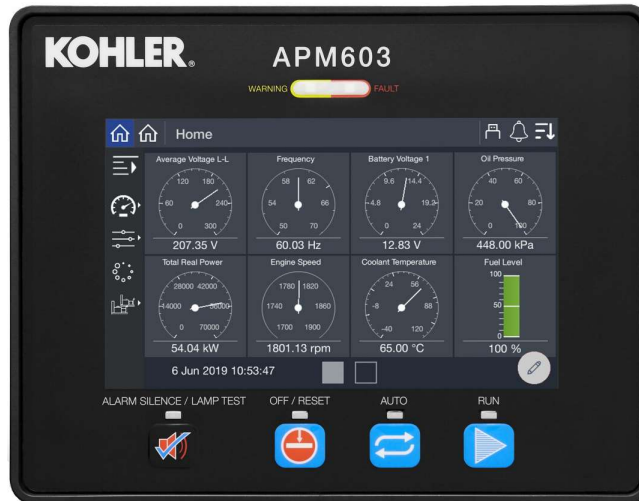 KOHLER®
APM603
WARNING FAULT
Home
Average Voltage L-L
120 180
60 240
0 300
207.35 V
Frequency
58 62
54 66
50 70
60.03 Hz
Battery Voltage 1
9.6 14.4
4.8 19.2
0 24
12.83 V
Oil Pressure
40 60
20 80
0 100
448.00 kPa
Total Real Power
28000 42000
14000 56000
0 70000
54.04 kW
Engine Speed
1780 1820
1740 1860
1700 1900
1801.13 rpm
Coolant Temperature
24 56
-8 88
-40 120
65.00 °C
Fuel Level
100
50
0
100 %
6 Jun 2019 10:53:47
ALARM SILENCE / LAMP TEST OFF / RESET AUTO RUN